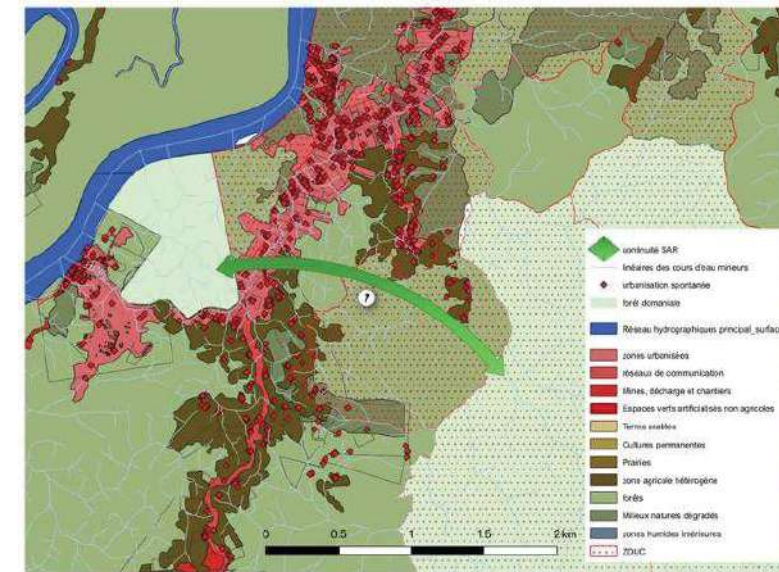 ?
continuité SAR
linéaires des cours d'eau mineurs
urbanisation spontanée
forêt domaniale
Réseau hydrographiques principal_surfac
zones urbanisées
réseaux de communication
Mines, décharge et chantiers
Espaces verts artificialisés non agricoles
Terres arables
Cultures permanentes
Prairies
zone agricole hétérogène
forêts
Milieux natures dégradés
zones humides intérieures
ZDUC
0 0.5 1 1.5 2 km